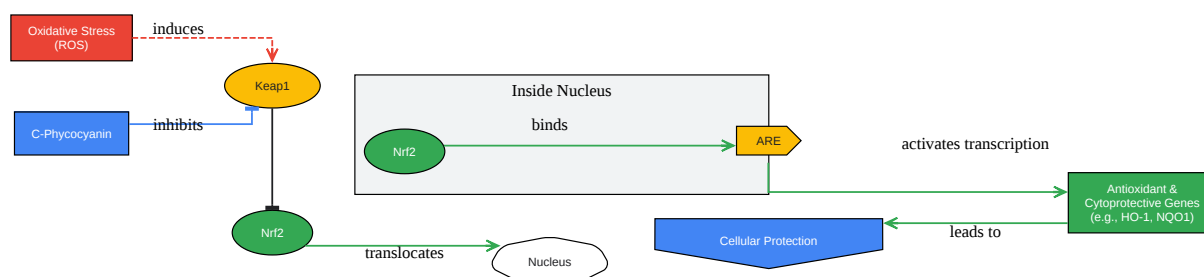 Oxidative Stress
(ROS)
induces
Keap1
C-Phycocyanin
inhibits
Inside Nucleus
binds
Nrf2
ARE
activates transcription
Antioxidant &
Cytoprotective Genes
(e.g., HO-1, NQO1)
Nrf2
translocates
Nucleus
Cellular Protection
leads to